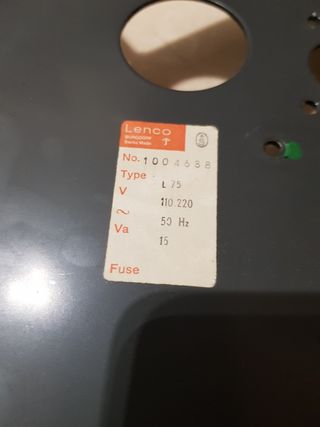 Lenco
BURGDORF
Swiss Made
No. 1004688
Type L 75
V 110.220
~ 50 Hz
Va 15
Fuse